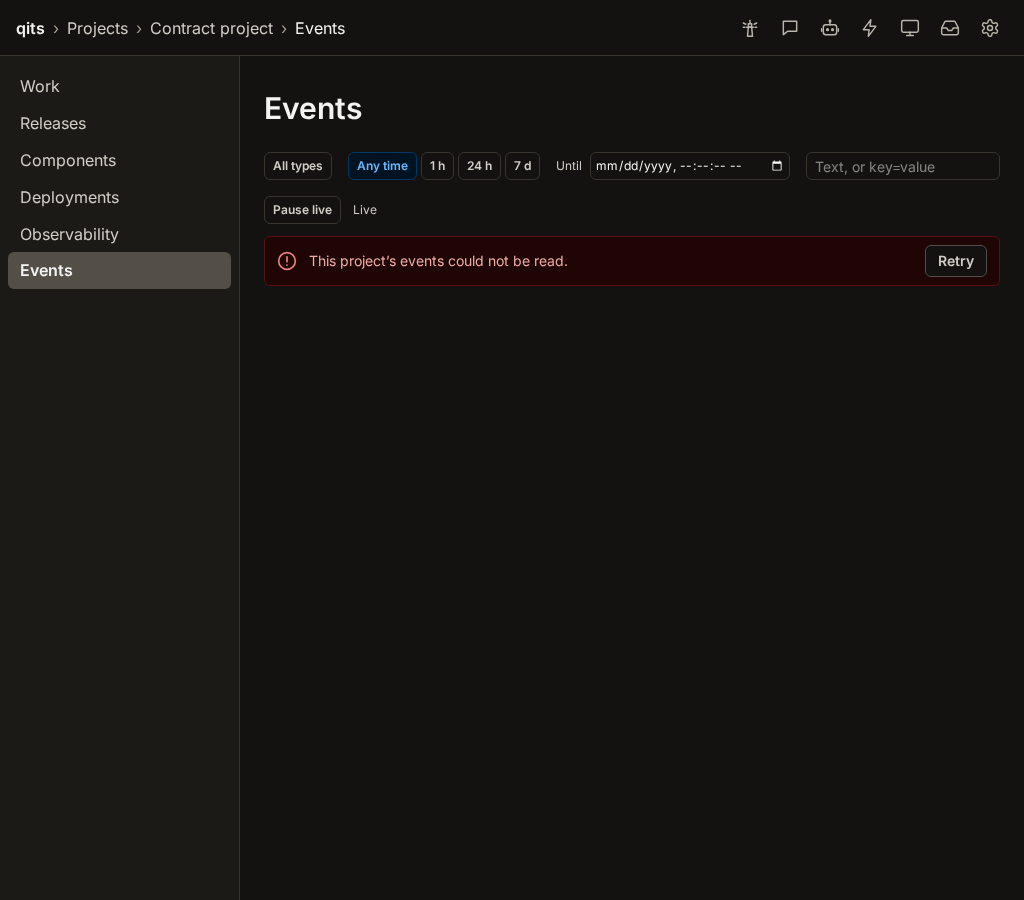 qits › Projects › Contract project › Events
Work
Releases
Components
Deployments
Observability
Events
Events
All types Any time 1 h 24 h 7 d Until mm/dd/yyyy, --:--:-- -- Text, or key=value
Pause live Live
This project’s events could not be read. Retry